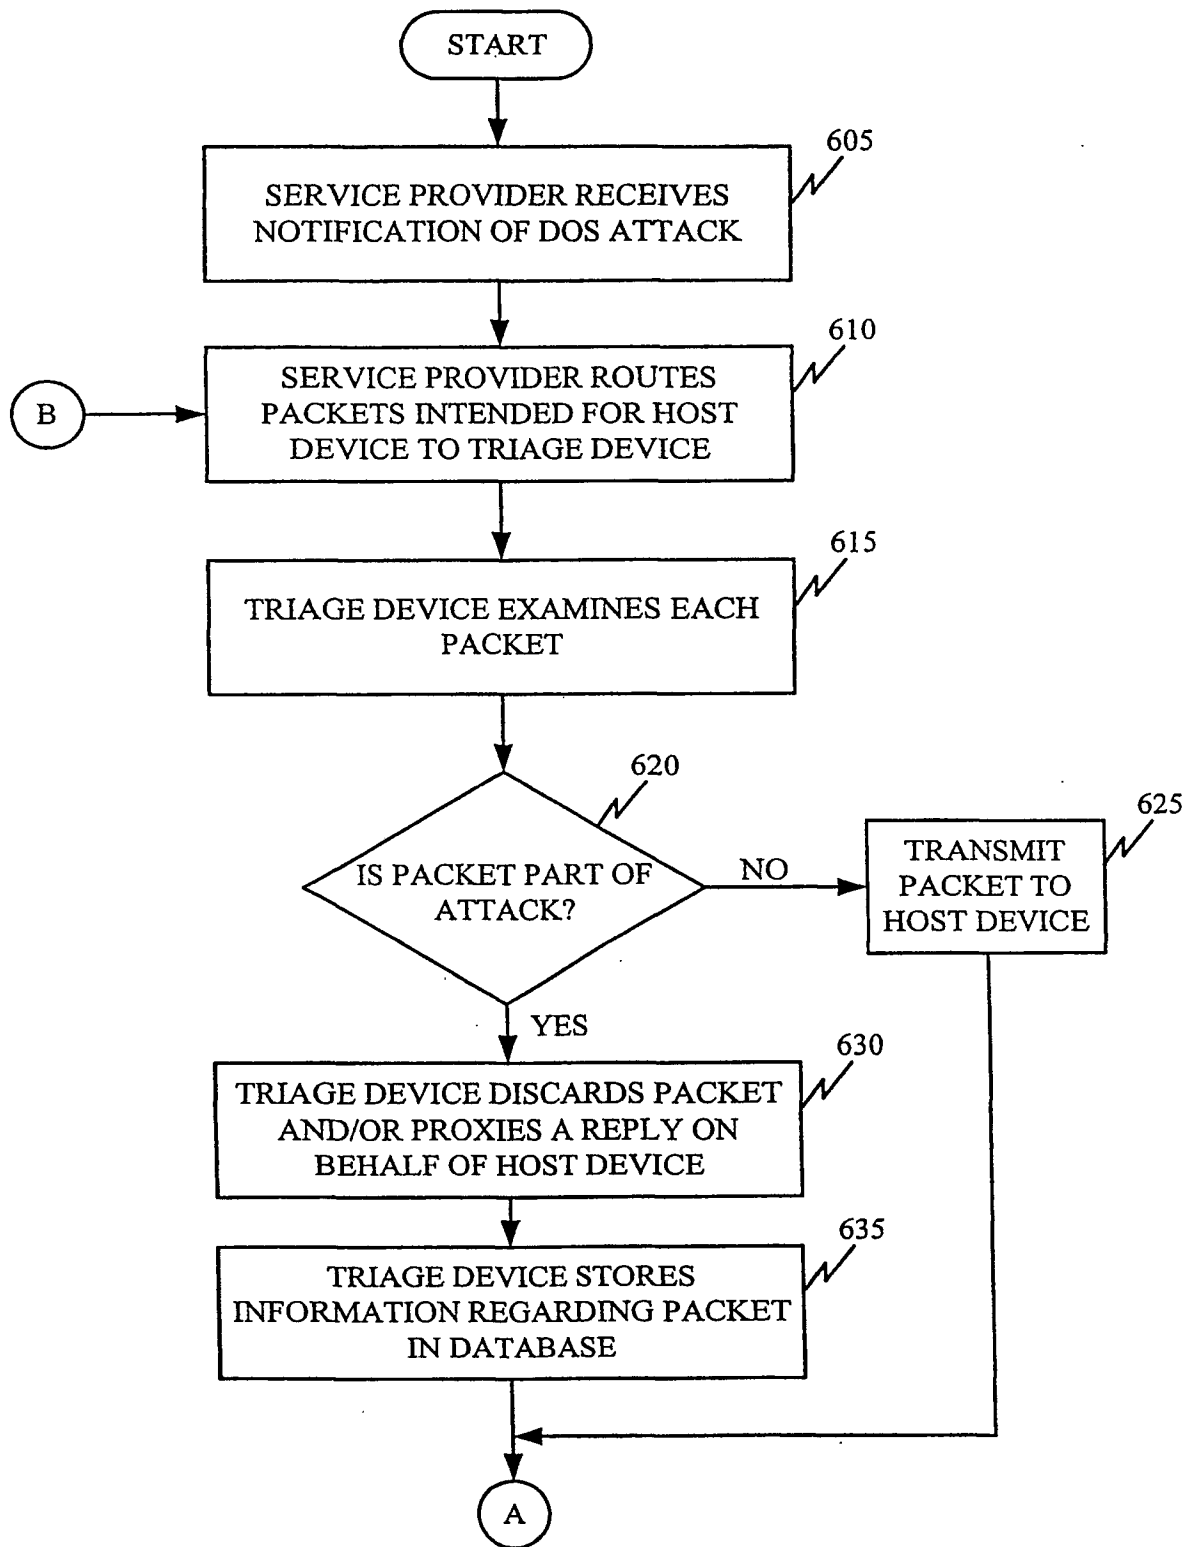 START
605
SERVICE PROVIDER RECEIVES
NOTIFICATION OF DOS ATTACK
610
B
SERVICE PROVIDER ROUTES
PACKETS INTENDED FOR HOST
DEVICE TO TRIAGE DEVICE
615
TRIAGE DEVICE EXAMINES EACH
PACKET
620
IS PACKET PART OF
ATTACK?
NO
625
TRANSMIT
PACKET TO
HOST DEVICE
YES
630
TRIAGE DEVICE DISCARDS PACKET
AND/OR PROXIES A REPLY ON
BEHALF OF HOST DEVICE
635
TRIAGE DEVICE STORES
INFORMATION REGARDING PACKET
IN DATABASE
A